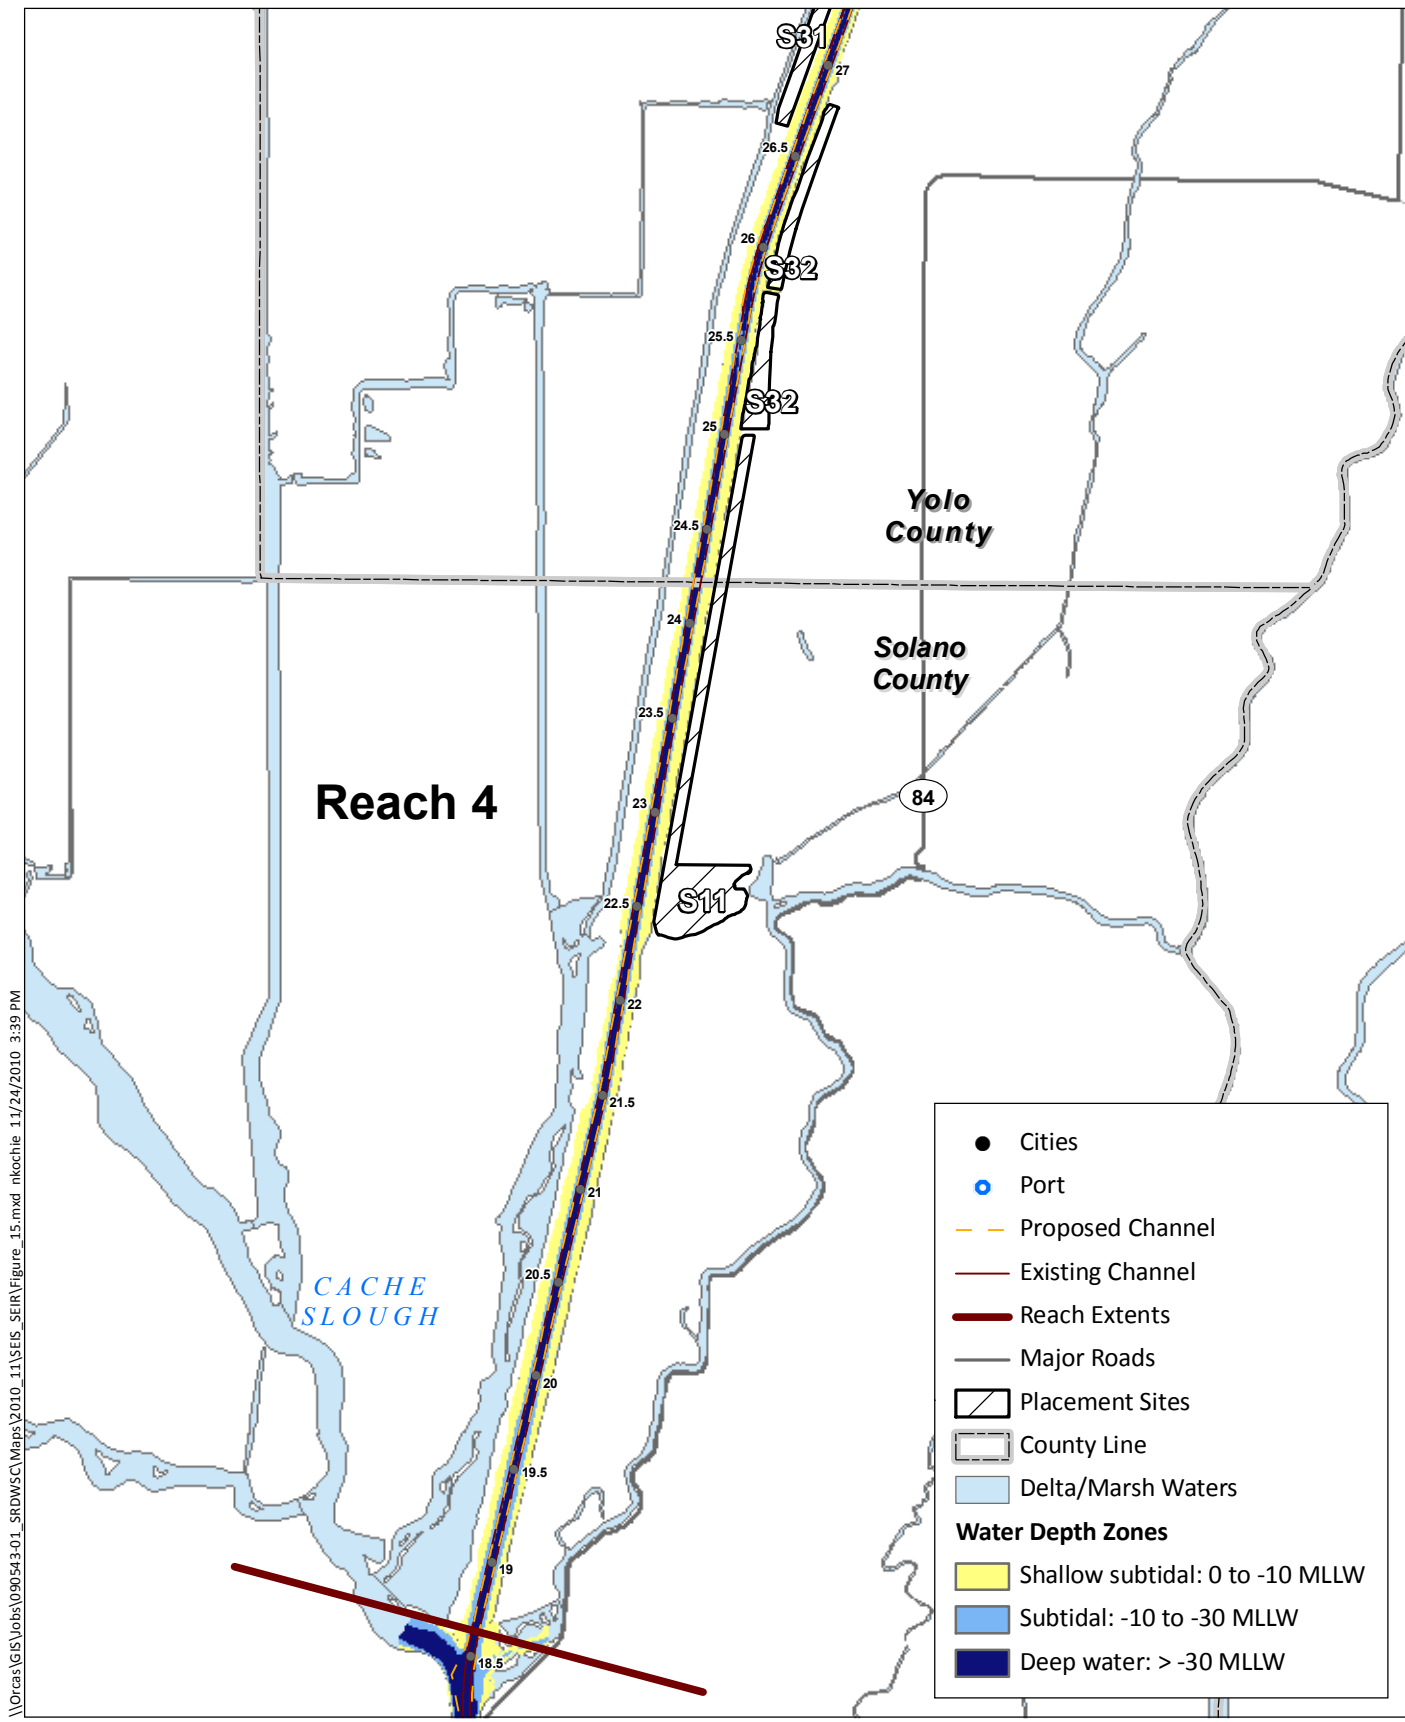 S31
27
26.5
26
S32
25.5
S32
25
Yolo
County
24.5
24
Solano
County
23.5
Reach 4
23
84
S11
22.5
22
21.5
21
20.5
CACHE
SLOUGH
20
19.5
19
18.5
Cities
Port
Proposed Channel
Existing Channel
Reach Extents
Major Roads
Placement Sites
County Line
Delta/Marsh Waters
Water Depth Zones
Shallow subtidal: 0 to -10 MLLW
Subtidal: -10 to -30 MLLW
Deep water: > -30 MLLW
\\Orcas\GIS\Jobs\090543-01_SRDWSC\Maps\2010_11\SEIS_SEIR\Figure_15.mxd nkochie 11/24/2010 3:39 PM